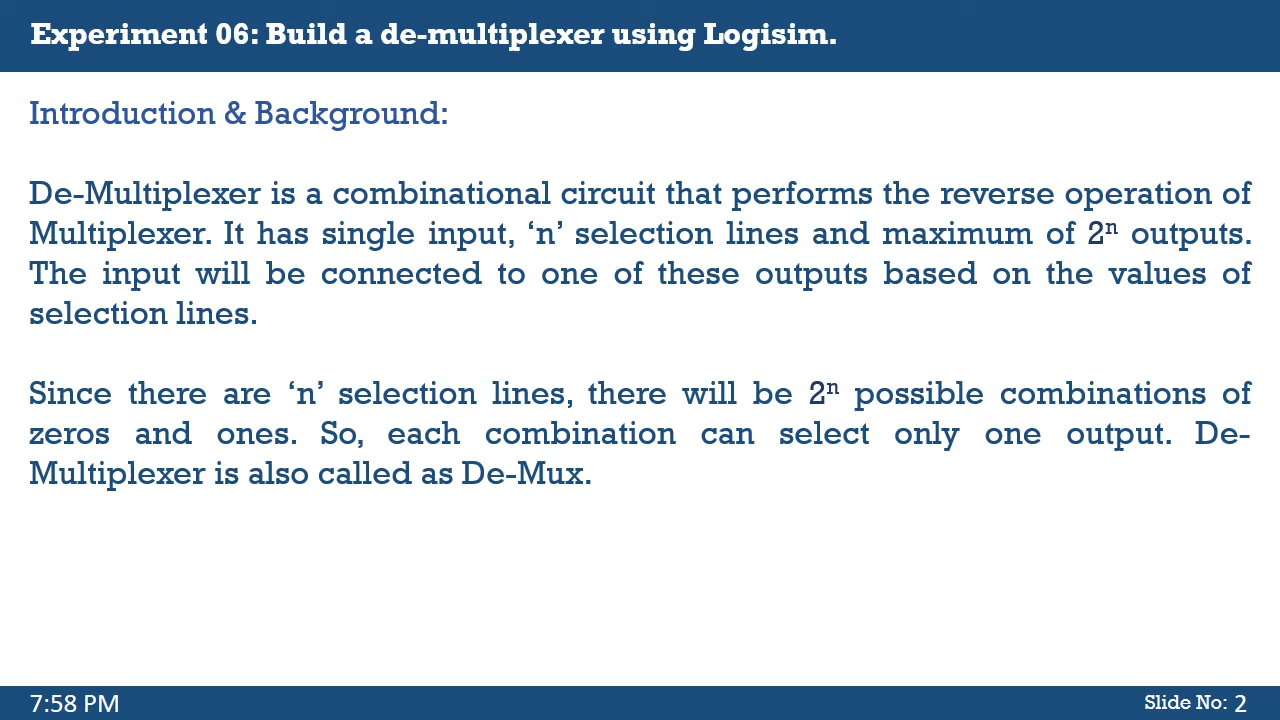 Experiment 06: Build a de-multiplexer using Logisim.
Introduction & Background:
De-Multiplexer is a combinational circuit that performs the reverse operation of
Multiplexer. It has single input, ‘n’ selection lines and maximum of 2ⁿ outputs.
The input will be connected to one of these outputs based on the values of
selection lines.
Since there are ‘n’ selection lines, there will be 2ⁿ possible combinations of
zeros and ones. So, each combination can select only one output. De-
Multiplexer is also called as De-Mux.
7:58 PM
Slide No: 2